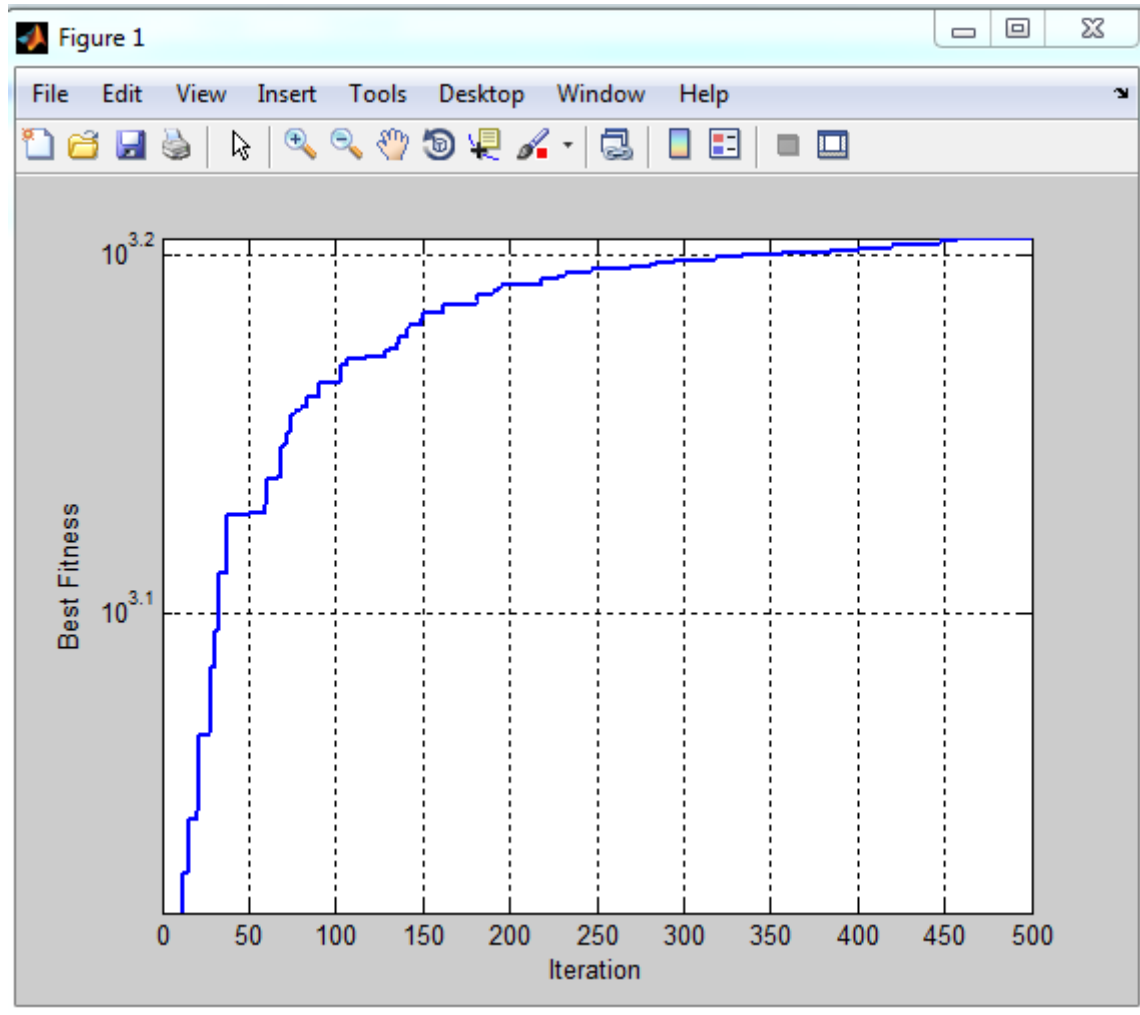 Figure 1
File Edit View Insert Tools Desktop Window Help
10^3.2
10^3.1
Best Fitness
0 50 100 150 200 250 300 350 400 450 500
Iteration